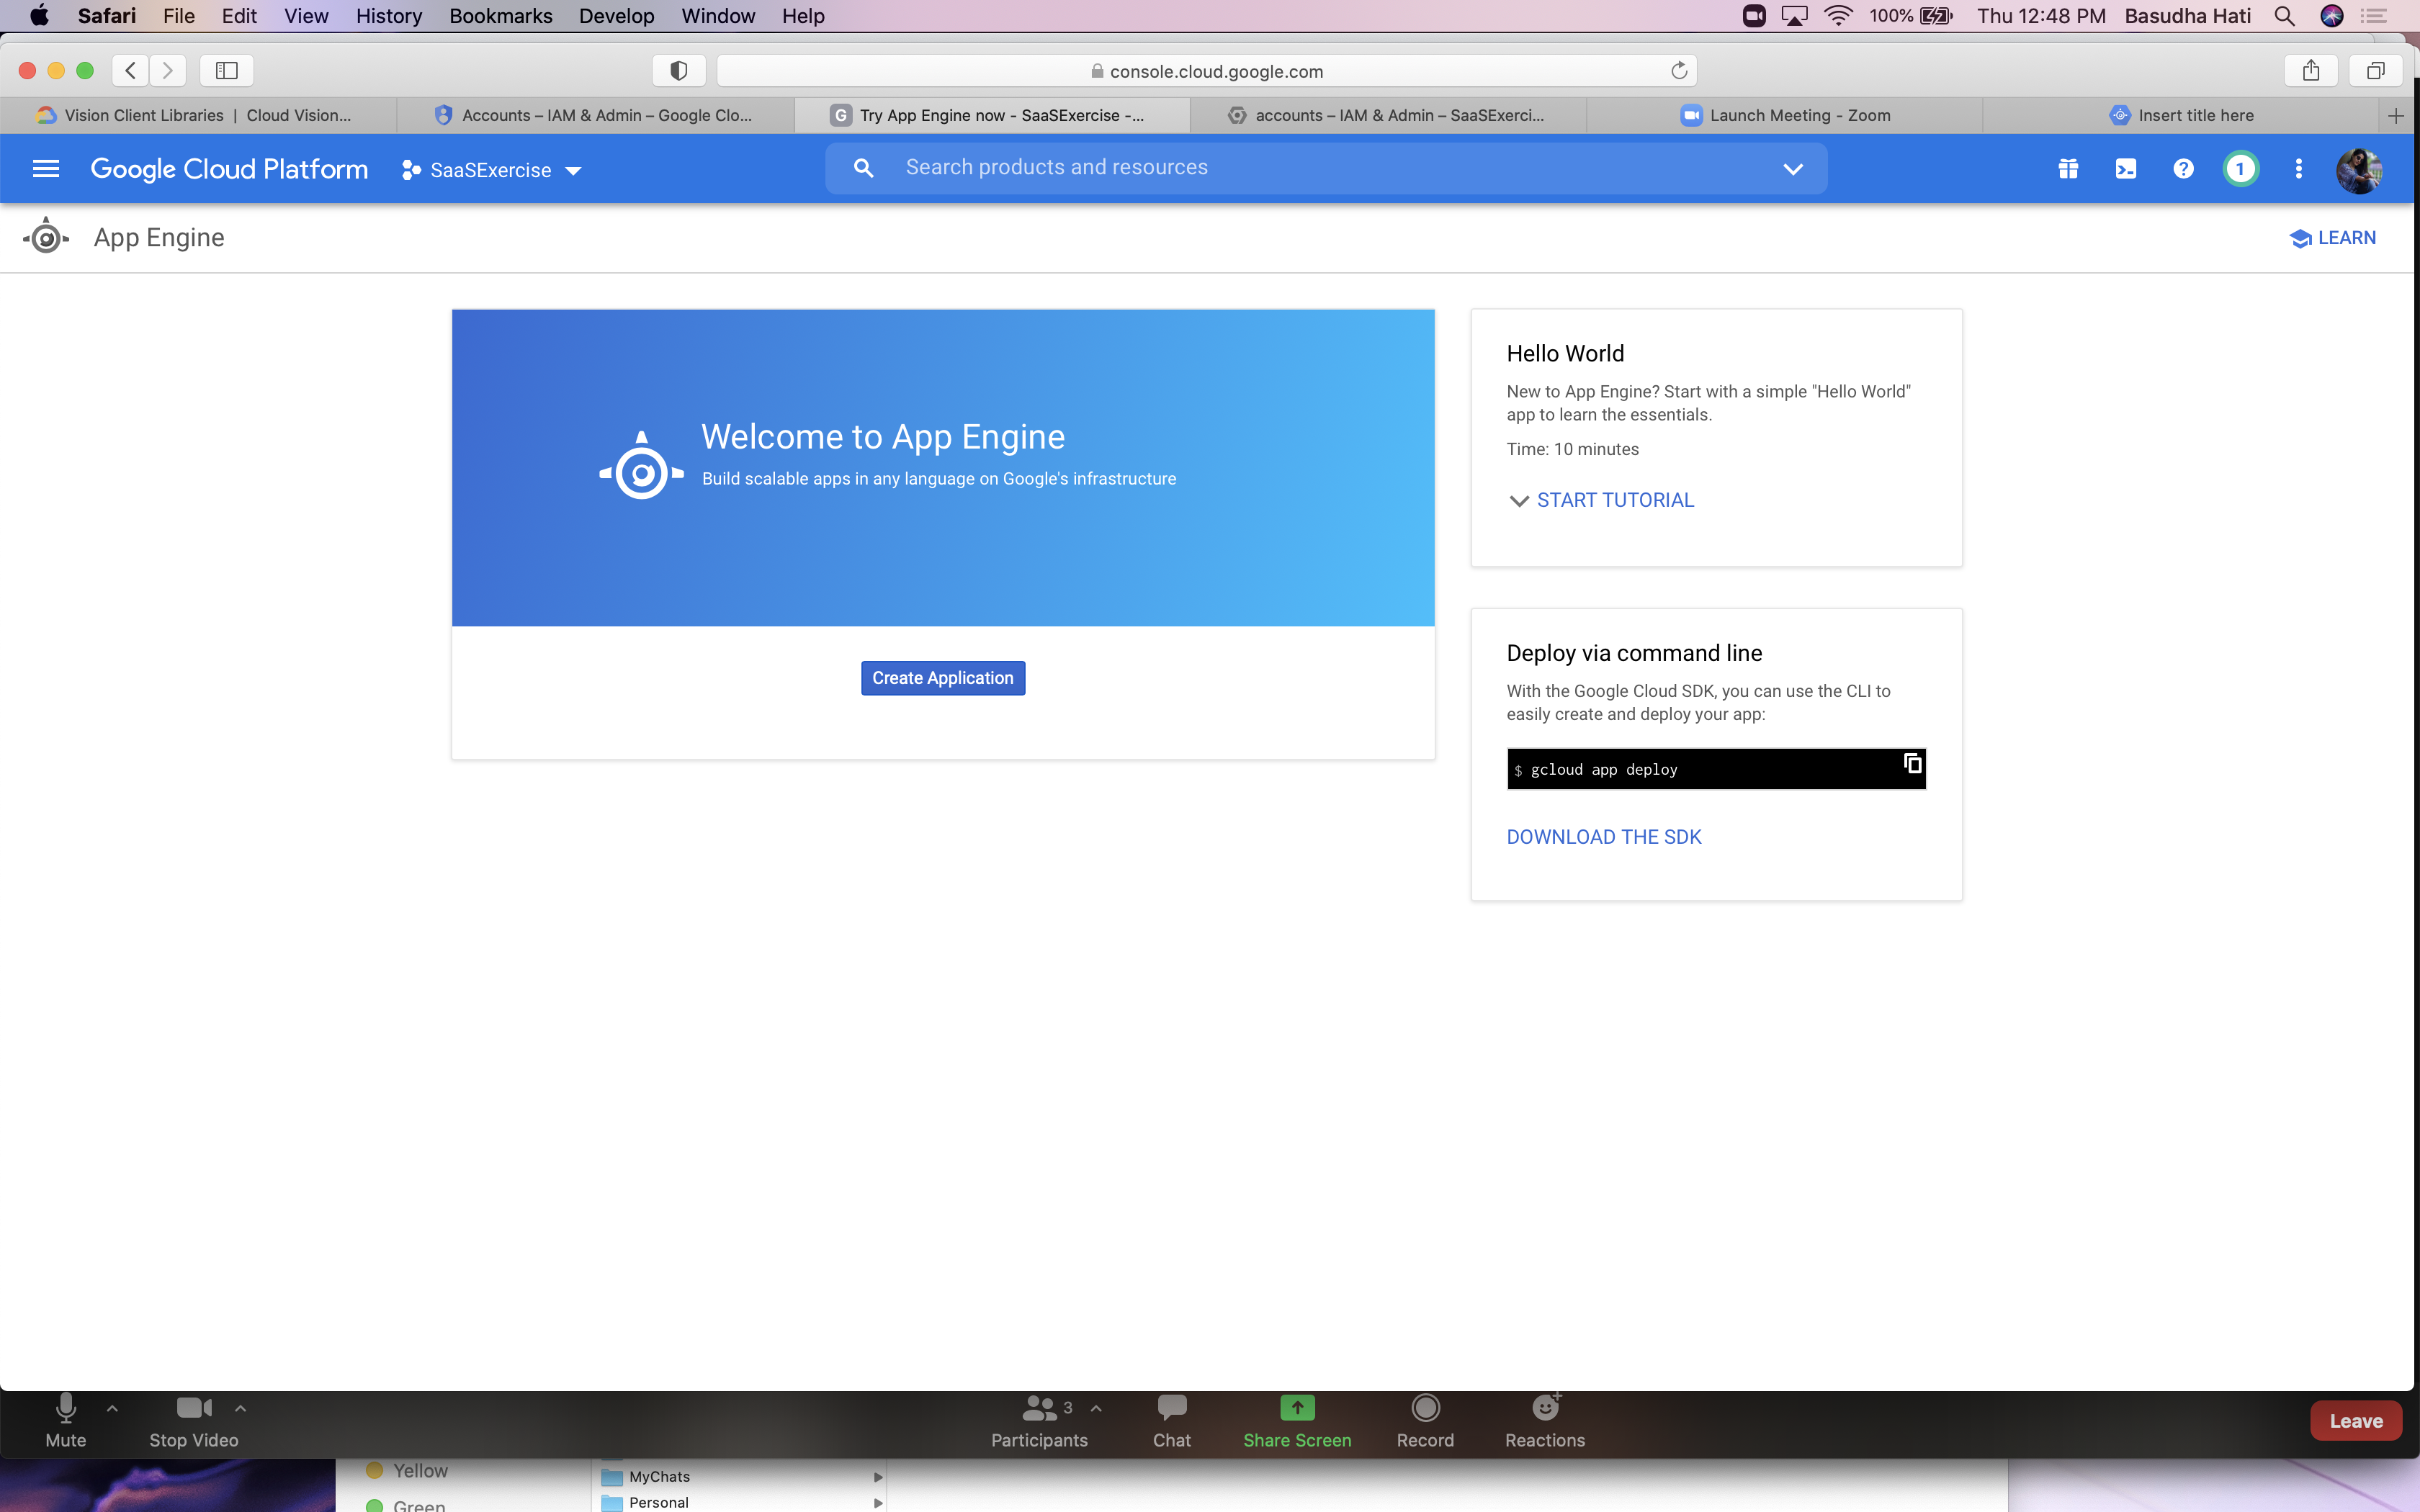 Safari File Edit View History Bookmarks Develop Window Help 100% Thu 12:48 PM Basudha Hati
console.cloud.google.com
Vision Client Libraries | Cloud Vision... Accounts – IAM & Admin – Google Clo... G Try App Engine now - SaaSExercise -... accounts – IAM & Admin – SaaSExerci... Launch Meeting - Zoom Insert title here
Google Cloud Platform SaaSExercise Search products and resources 1
App Engine LEARN
Welcome to App Engine
Build scalable apps in any language on Google's infrastructure
Create Application
Hello World
New to App Engine? Start with a simple "Hello World"
app to learn the essentials.
Time: 10 minutes
START TUTORIAL
Deploy via command line
With the Google Cloud SDK, you can use the CLI to
easily create and deploy your app:
$ gcloud app deploy
DOWNLOAD THE SDK
3
Mute Stop Video Participants Chat Share Screen Record Reactions Leave
Yellow MyChats
Green Personal